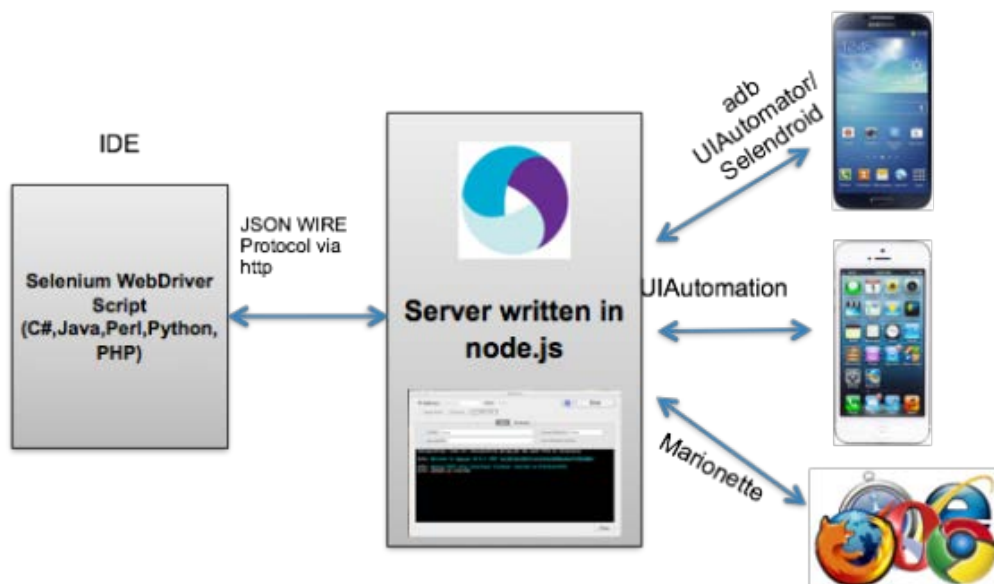 IDE
Selenium WebDriver
Script
(C#,Java,Perl,Python,
PHP)
JSON WIRE
Protocol via
http
Server written in
node.js
adb
UIAutomator/
Selendroid
UIAutomation
Marionette